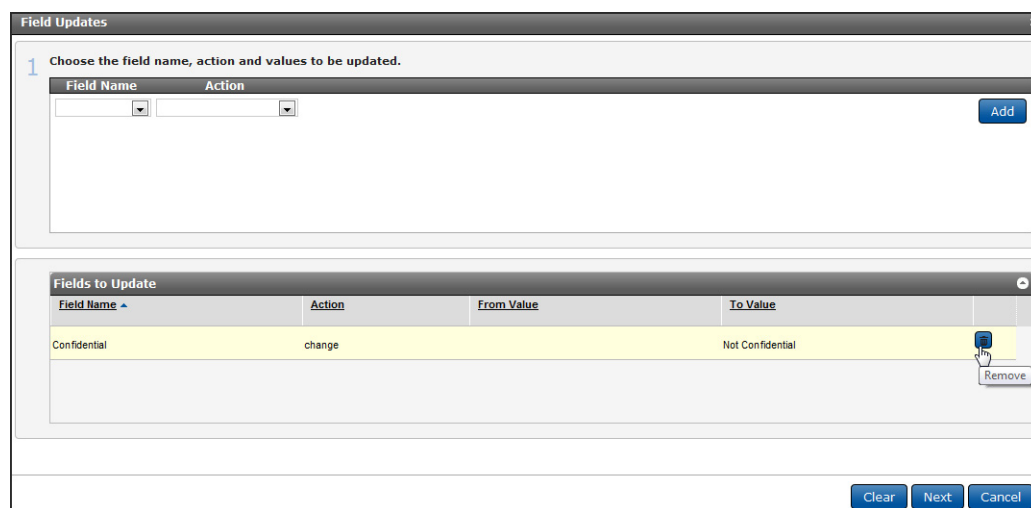 Field Updates
1 Choose the field name, action and values to be updated.
Field Name Action
Add
Fields to Update
Field Name Action From Value To Value
Confidential change Not Confidential
Remove
Clear Next Cancel